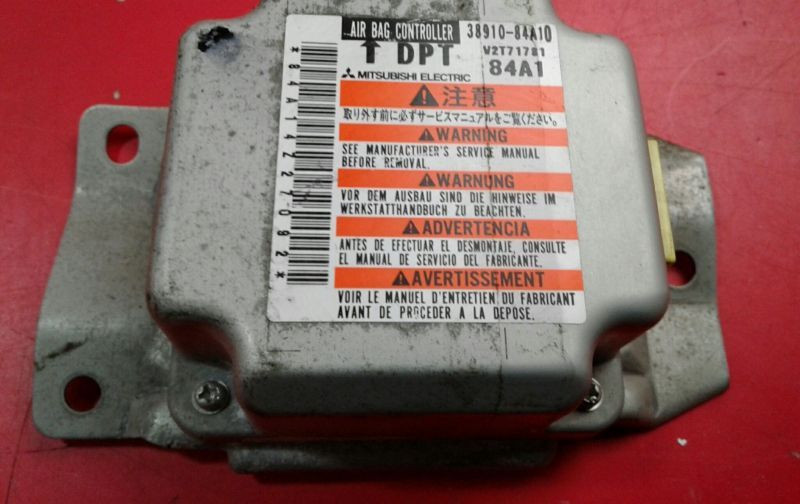 AIR BAG CONTROLLER 38910-84A10
↑ DPT V2T71781
MITSUBISHI ELECTRIC 84A1
注意
取り外す前に必ずサービスマニュアルをご覧ください。
WARNING
SEE MANUFACTURER'S SERVICE MANUAL
BEFORE REMOVAL.
WARNUNG
VOR DEM AUSBAU SIND DIE HINWEISE IM
WERKSTATTHANDBUCH ZU BEACHTEN.
ADVERTENCIA
ANTES DE EFECTUAR EL DESMONTAJE, CONSULTE
EL MANUAL DE SERVICIO DEL FABRICANTE.
AVERTISSEMENT
VOIR LE MANUEL D'ENTRETIEN DU FABRICANT
AVANT DE PROCEDER A LA DEPOSE.
*84A14227092*